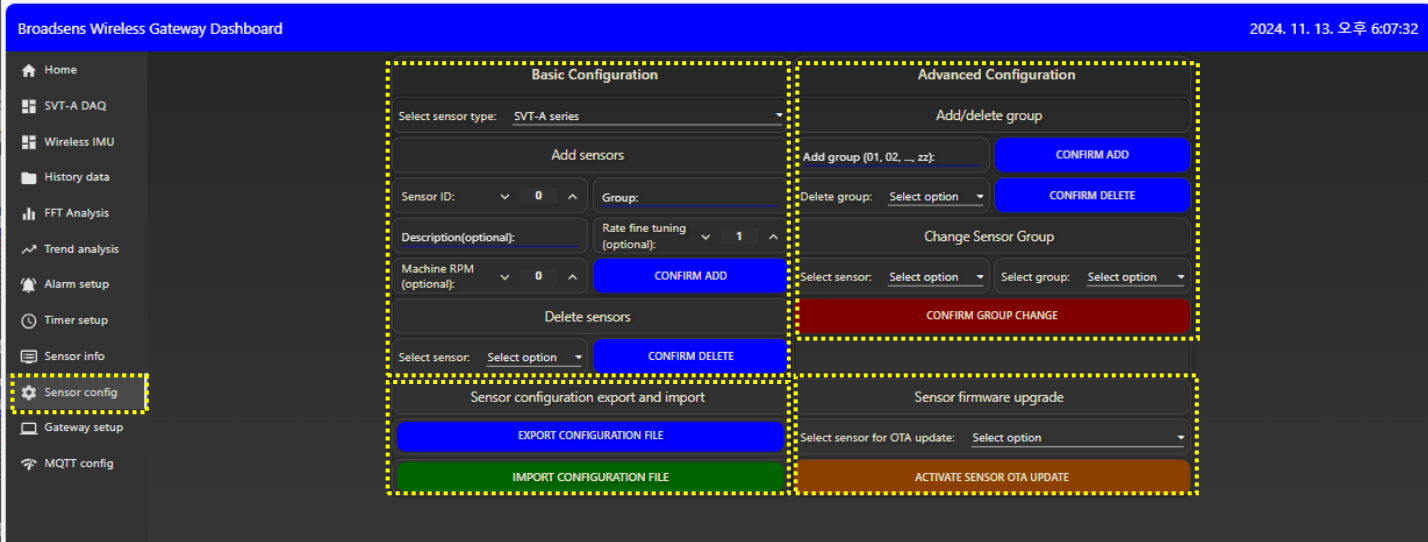 Broadsens Wireless Gateway Dashboard
2024. 11. 13. 오후 6:07:32
Home
SVT-A DAQ
Wireless IMU
History data
FFT Analysis
Trend analysis
Alarm setup
Timer setup
Sensor info
Sensor config
Gateway setup
MQTT config
Basic Configuration
Select sensor type: SVT-A series
Add sensors
Sensor ID: 0
Group:
Description(optional):
Rate fine tuning
(optional): 1
Machine RPM
(optional): 0
CONFIRM ADD
Delete sensors
Select sensor: Select option
CONFIRM DELETE
Sensor configuration export and import
EXPORT CONFIGURATION FILE
IMPORT CONFIGURATION FILE
Advanced Configuration
Add/delete group
Add group (01, 02, ..., zz):
CONFIRM ADD
Delete group: Select option
CONFIRM DELETE
Change Sensor Group
Select sensor: Select option
Select group: Select option
CONFIRM GROUP CHANGE
Sensor firmware upgrade
Select sensor for OTA update: Select option
ACTIVATE SENSOR OTA UPDATE